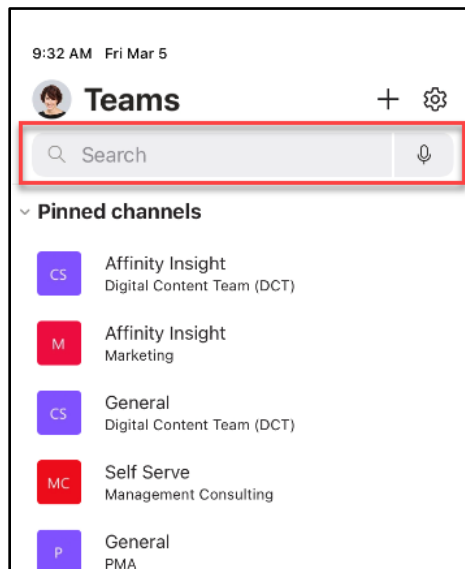 9:32 AM Fri Mar 5
Teams
Search
Pinned channels
CS
Affinity Insight
Digital Content Team (DCT)
M
Affinity Insight
Marketing
CS
General
Digital Content Team (DCT)
MC
Self Serve
Management Consulting
P
General
PMA